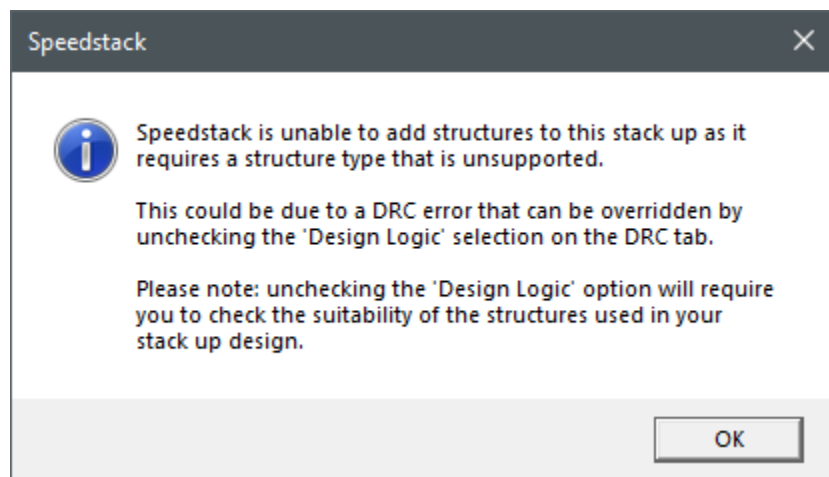 Speedstack
Speedstack is unable to add structures to this stack up as it
requires a structure type that is unsupported.
This could be due to a DRC error that can be overridden by
unchecking the 'Design Logic' selection on the DRC tab.
Please note: unchecking the 'Design Logic' option will require
you to check the suitability of the structures used in your
stack up design.
OK